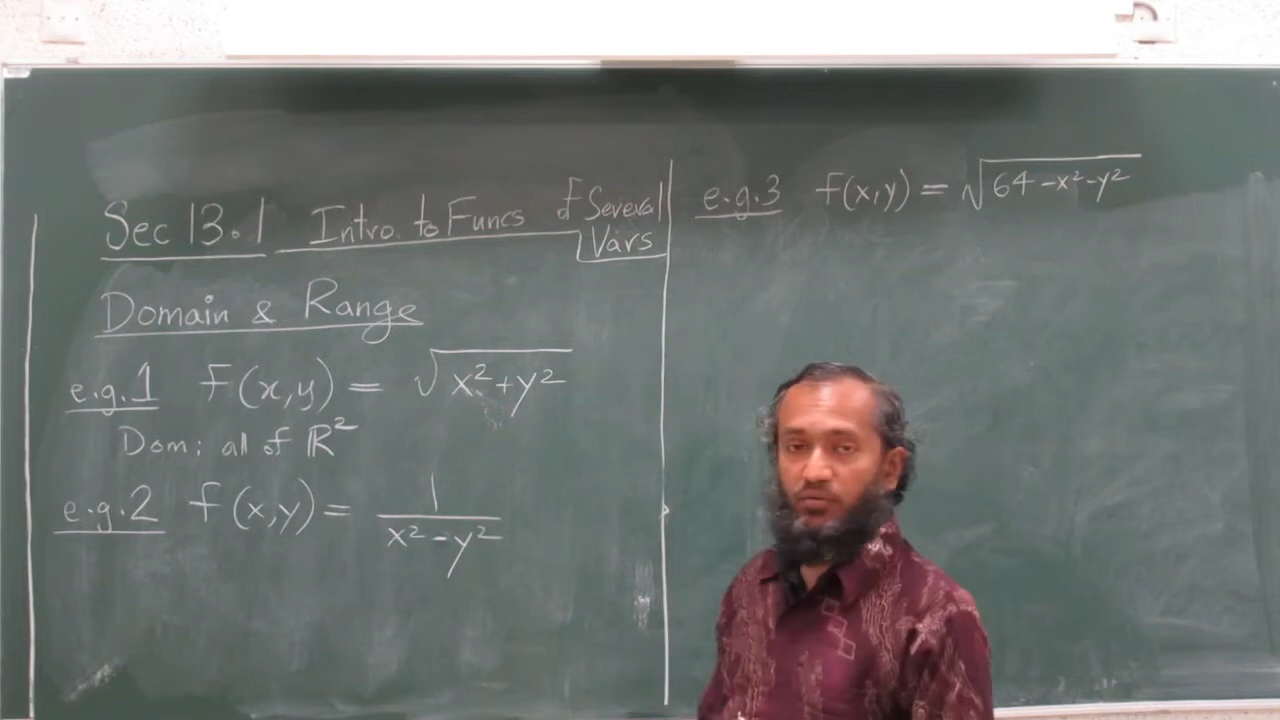 Sec 13.1 Intro. to Funcs of Several
Vars
Domain & Range
e.g.1 f(x,y) = √x²+y²
Dom: all of ℝ²
e.g.2 f(x,y) = 1
x²-y²
e.g.3 f(x,y) = √64-x²-y²